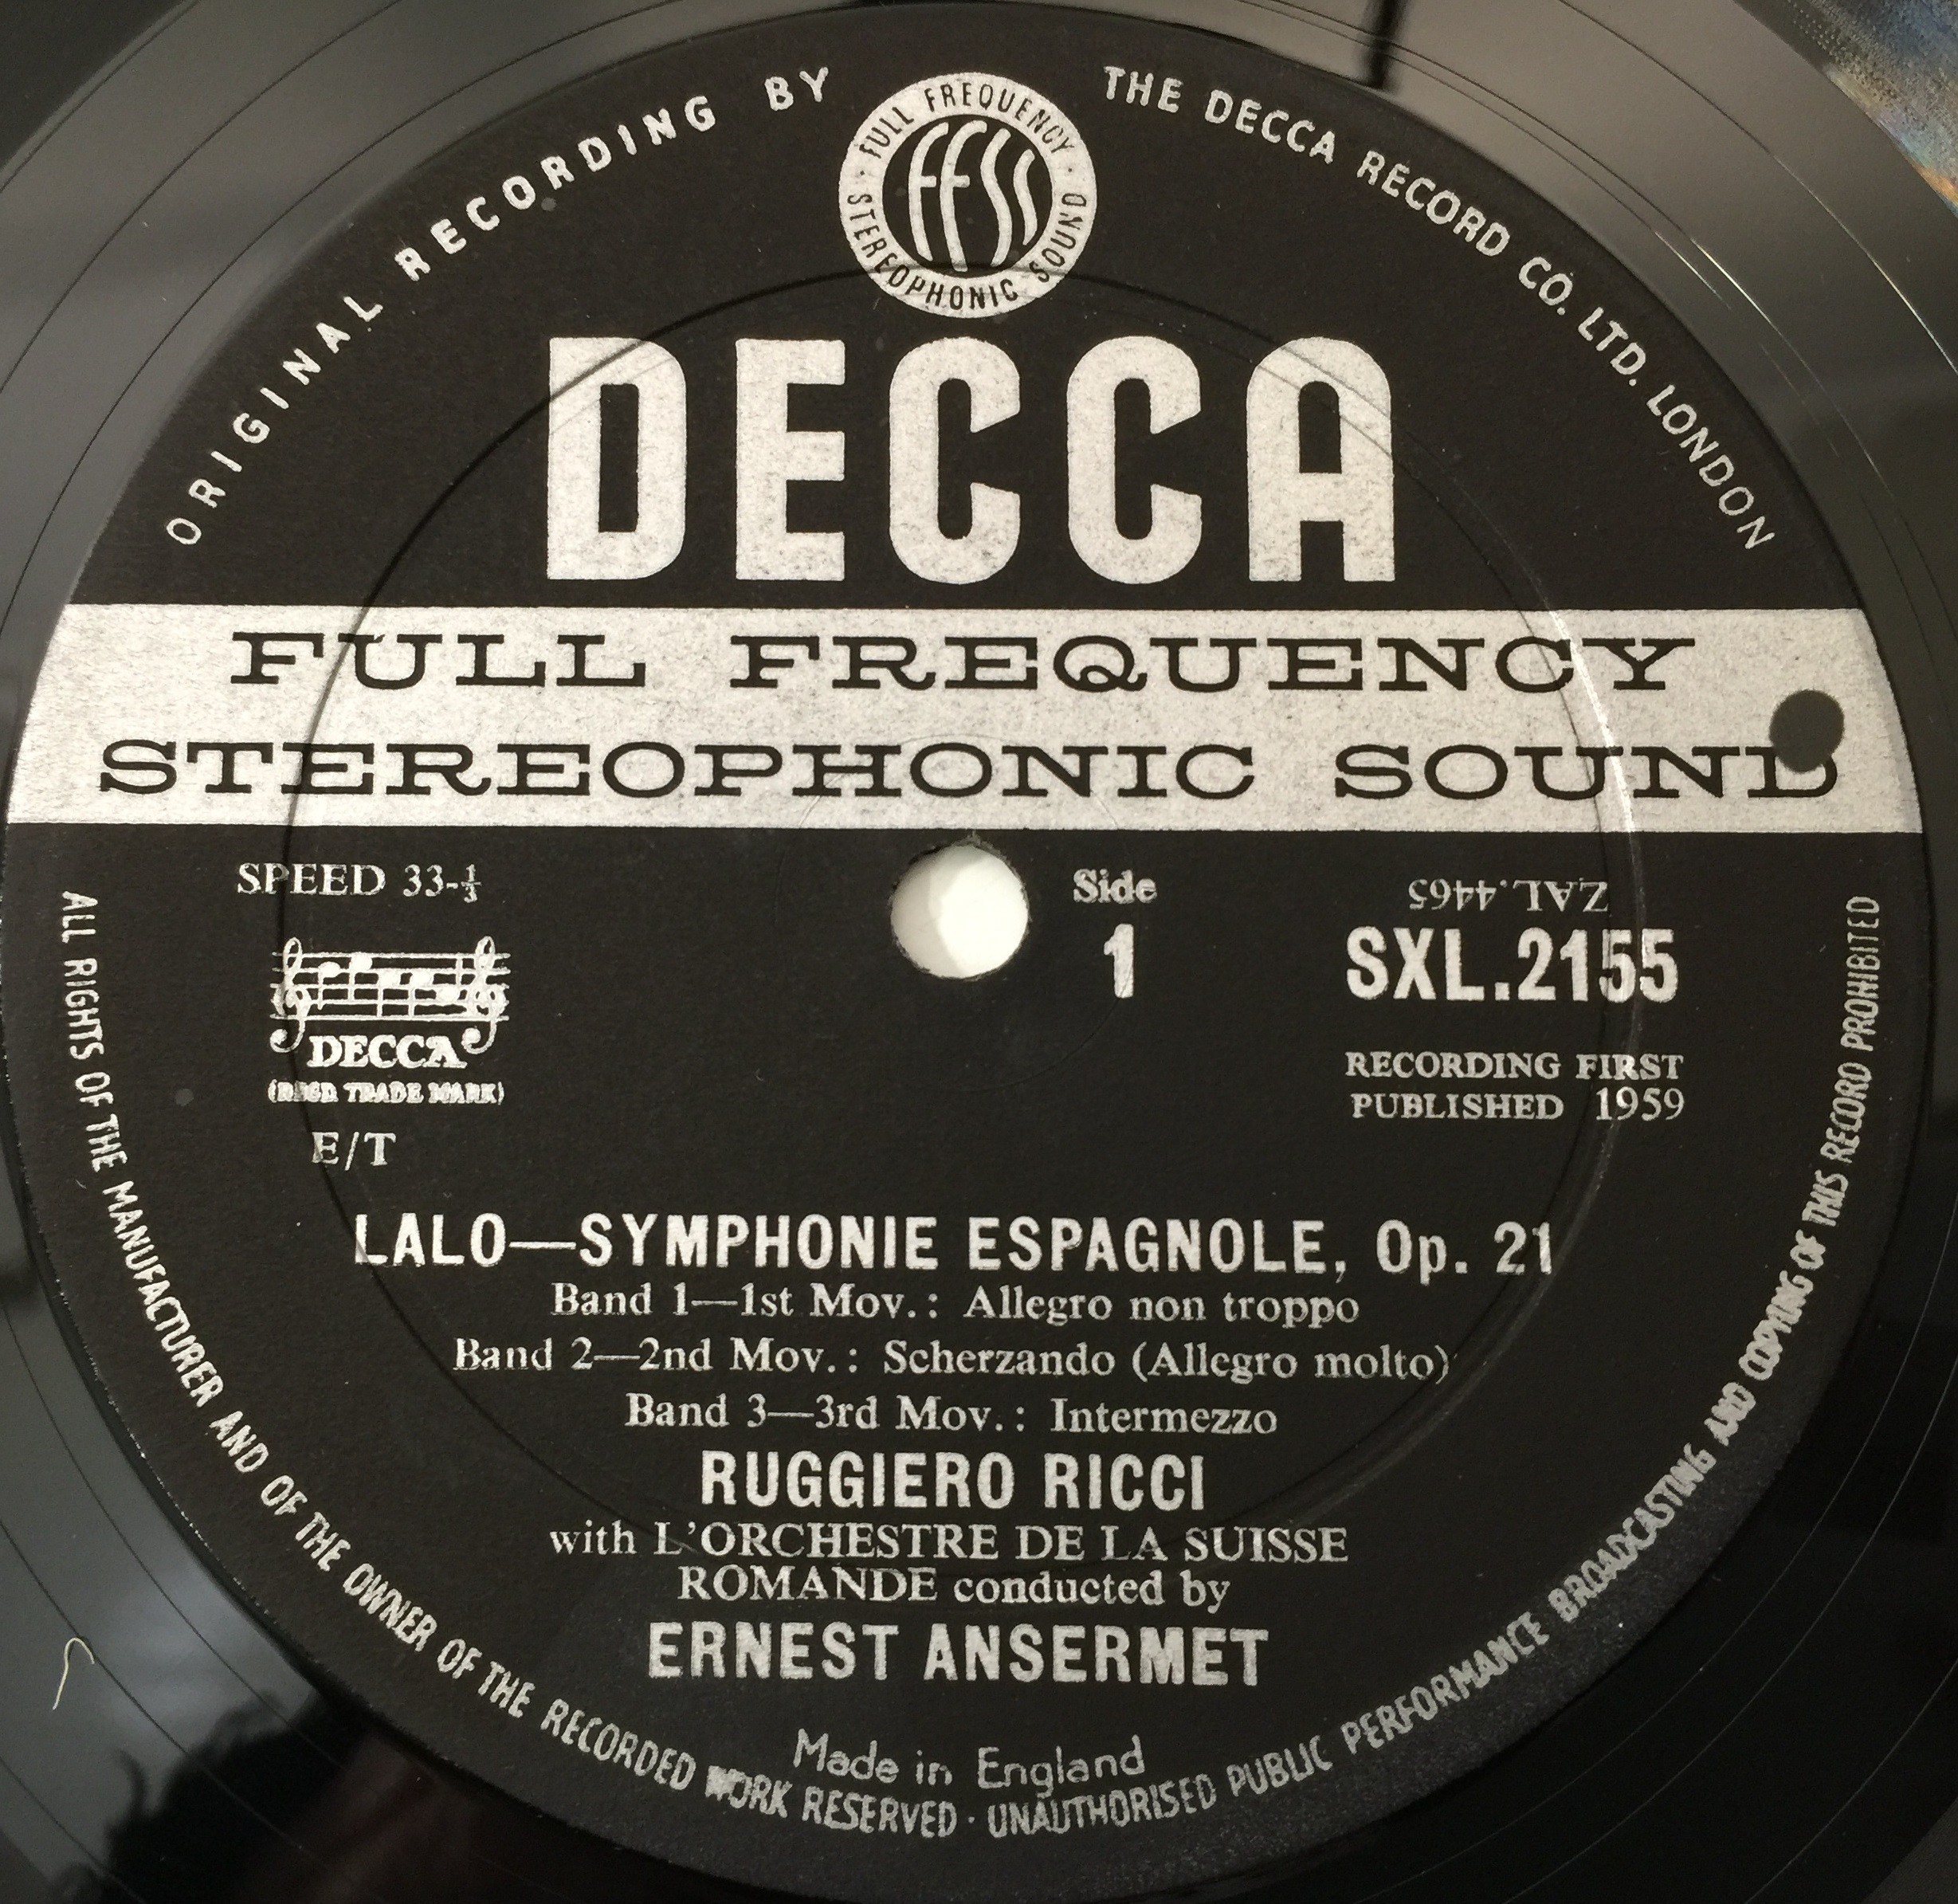 ORIGINAL RECORDING BY THE DECCA RECORD CO. LTD. LONDON
FULL FREQUENCY
FFSS
STEREOPHONIC SOUND
DECCA
FULL FREQUENCY
STEREOPHONIC SOUND
SPEED 33-⅓
Side
1
ZAL.4465
SXL.2155
DECCA
(REGD TRADE MARK)
RECORDING FIRST
PUBLISHED 1959
E/T
LALO—SYMPHONIE ESPAGNOLE, Op. 21
Band 1—1st Mov.: Allegro non troppo
Band 2—2nd Mov.: Scherzando (Allegro molto)
Band 3—3rd Mov.: Intermezzo
RUGGIERO RICCI
with L'ORCHESTRE DE LA SUISSE
ROMANDE conducted by
ERNEST ANSERMET
Made in England
ALL RIGHTS OF THE MANUFACTURER AND OF THE OWNER OF THE RECORDED WORK RESERVED · UNAUTHORISED PUBLIC PERFORMANCE BROADCASTING AND COPYING OF THIS RECORD PROHIBITED